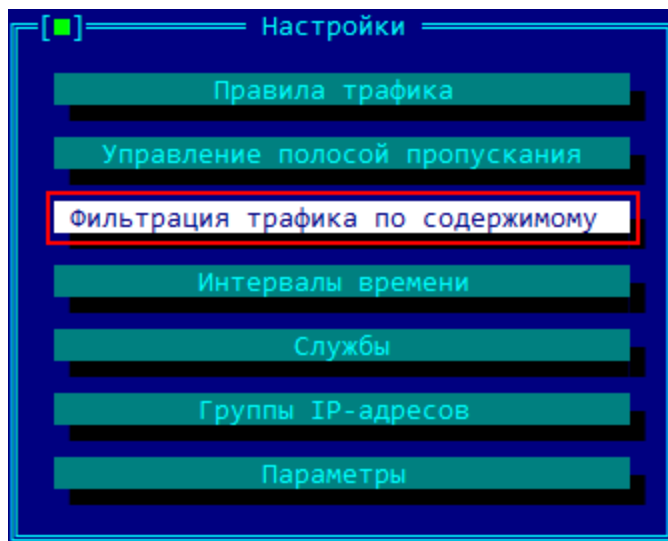 [■] Настройки
Правила трафика
Управление полосой пропускания
Фильтрация трафика по содержимому
Интервалы времени
Службы
Группы IP-адресов
Параметры